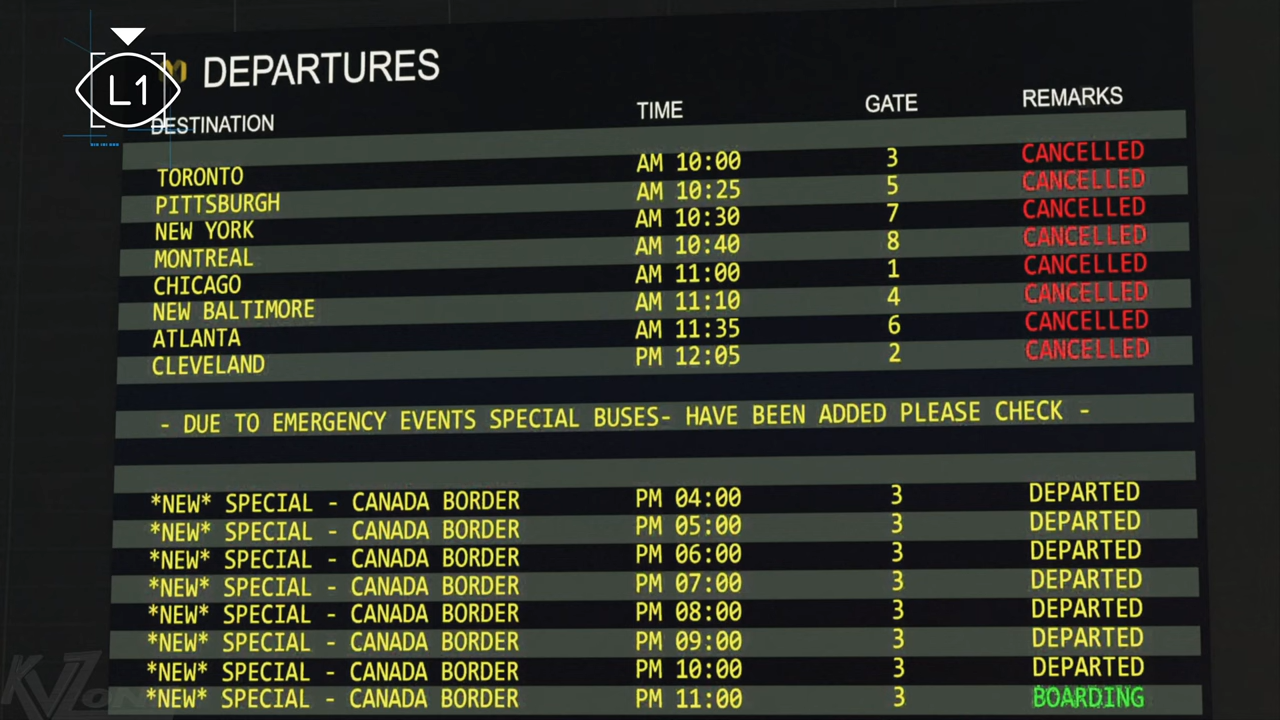 L1
DEPARTURES
DESTINATION TIME GATE REMARKS
TORONTO AM 10:00 3 CANCELLED
PITTSBURGH AM 10:25 5 CANCELLED
NEW YORK AM 10:30 7 CANCELLED
MONTREAL AM 10:40 8 CANCELLED
CHICAGO AM 11:00 1 CANCELLED
NEW BALTIMORE AM 11:10 4 CANCELLED
ATLANTA AM 11:35 6 CANCELLED
CLEVELAND PM 12:05 2 CANCELLED
- DUE TO EMERGENCY EVENTS SPECIAL BUSES- HAVE BEEN ADDED PLEASE CHECK -
*NEW* SPECIAL - CANADA BORDER PM 04:00 3 DEPARTED
*NEW* SPECIAL - CANADA BORDER PM 05:00 3 DEPARTED
*NEW* SPECIAL - CANADA BORDER PM 06:00 3 DEPARTED
*NEW* SPECIAL - CANADA BORDER PM 07:00 3 DEPARTED
*NEW* SPECIAL - CANADA BORDER PM 08:00 3 DEPARTED
*NEW* SPECIAL - CANADA BORDER PM 09:00 3 DEPARTED
*NEW* SPECIAL - CANADA BORDER PM 10:00 3 DEPARTED
*NEW* SPECIAL - CANADA BORDER PM 11:00 3 BOARDING